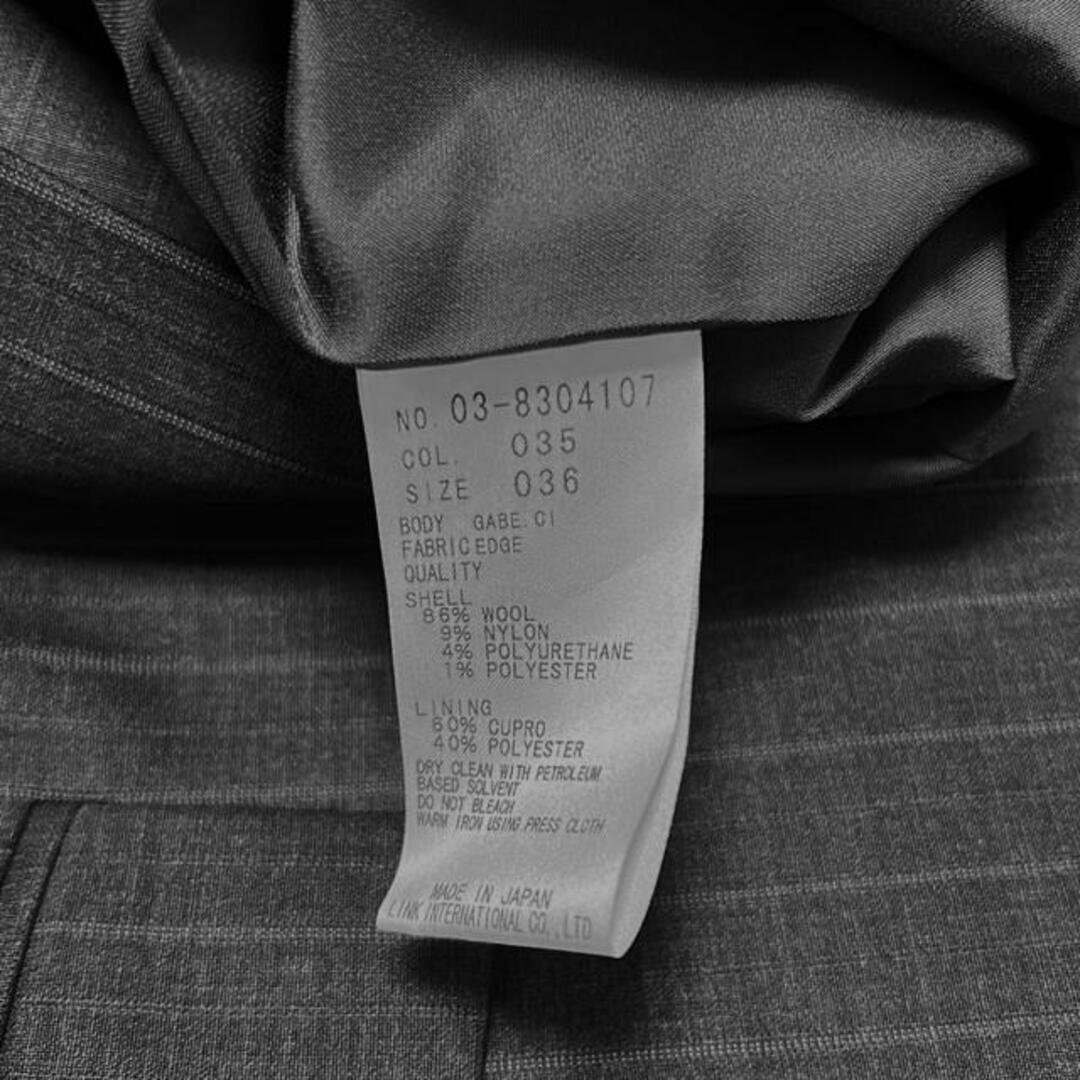 NO. 03-8304107
COL. 035
SIZE 036
BODY GABE.CI
FABRIC EDGE
QUALITY
SHELL
86% WOOL
9% NYLON
4% POLYURETHANE
1% POLYESTER
LINING
60% CUPRO
40% POLYESTER
DRY CLEAN WITH PETROLEUM
BASED SOLVENT
DO NOT BLEACH
WARM IRON USING PRESS CLOTH
MADE IN JAPAN
LINK INTERNATIONAL CO.,LTD